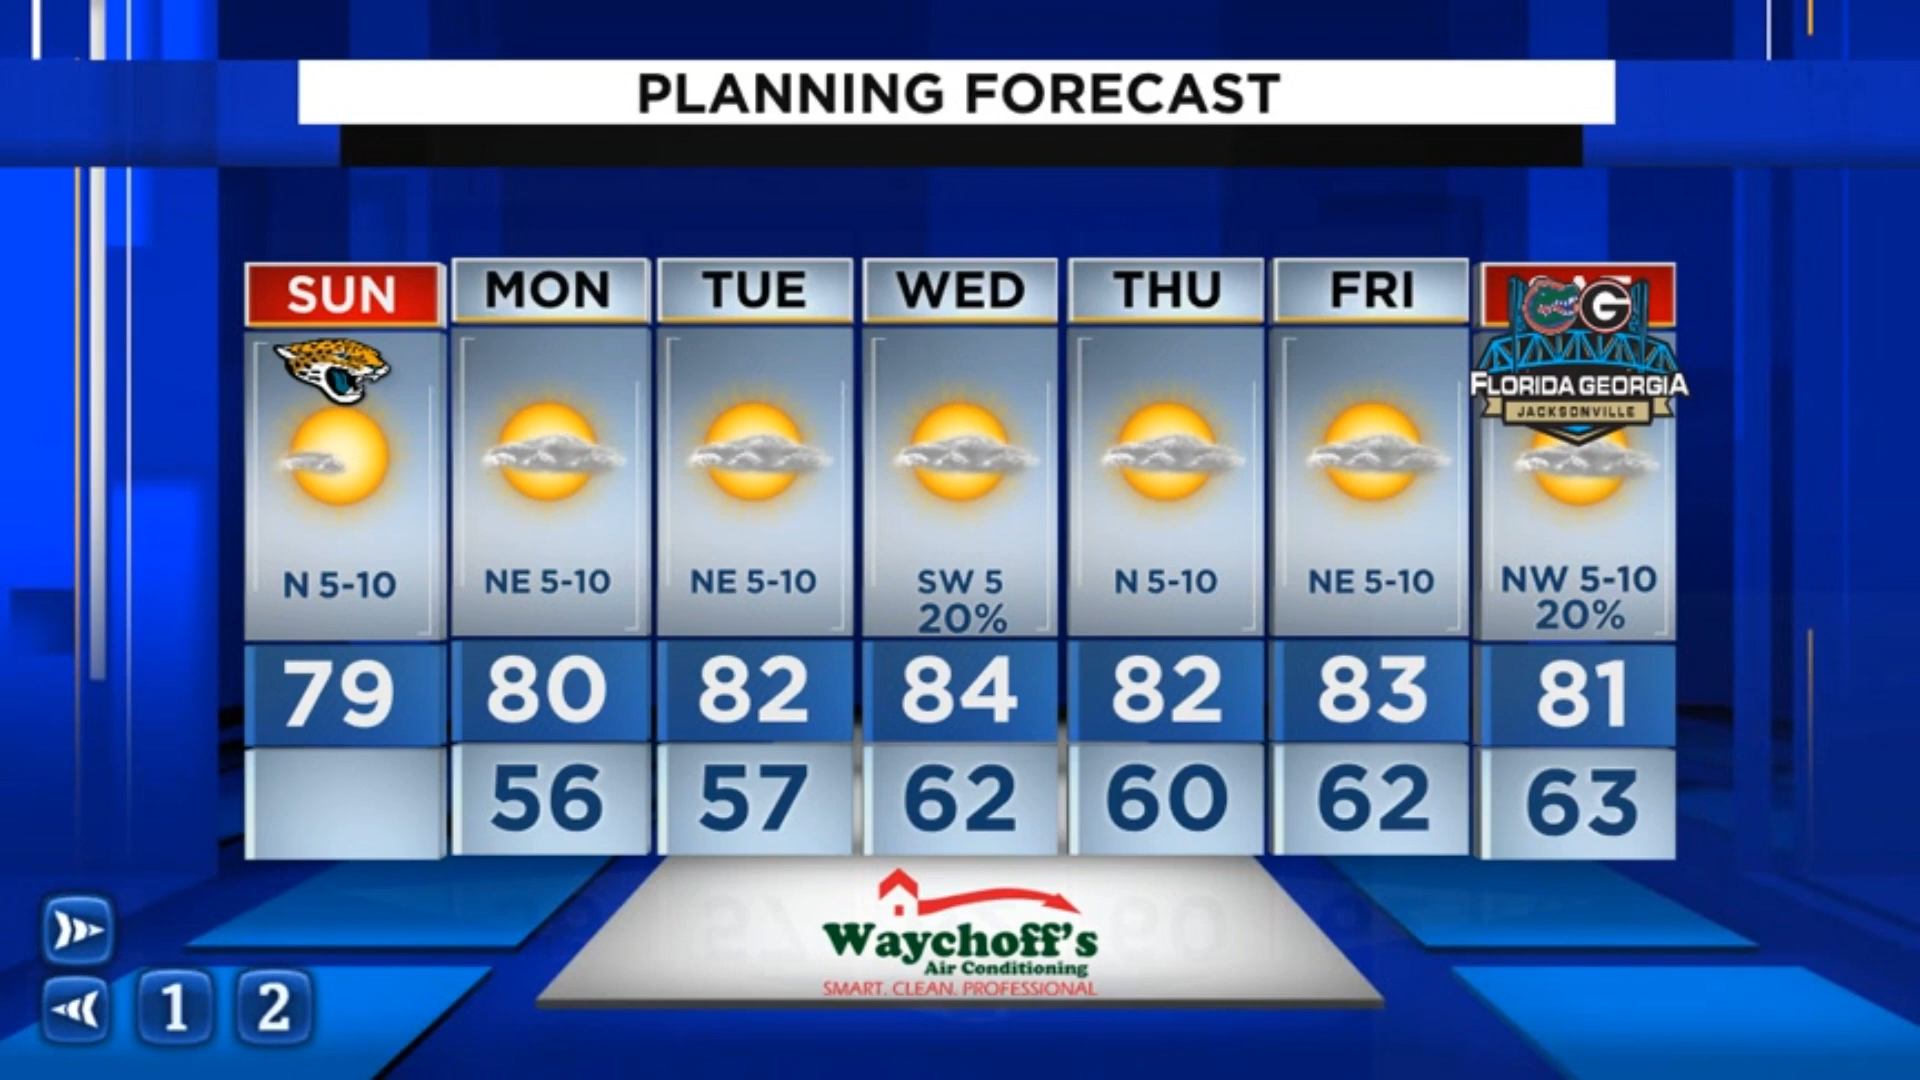 PLANNING FORECAST
SUN MON TUE WED THU FRI
G
FLORIDA GEORGIA
JACKSONVILLE
N 5-10 NE 5-10 NE 5-10 SW 5 N 5-10 NE 5-10 NW 5-10
20% 20%
79 80 82 84 82 83 81
56 57 62 60 62 63
Waychoff's
Air Conditioning
SMART. CLEAN. PROFESSIONAL
1 2